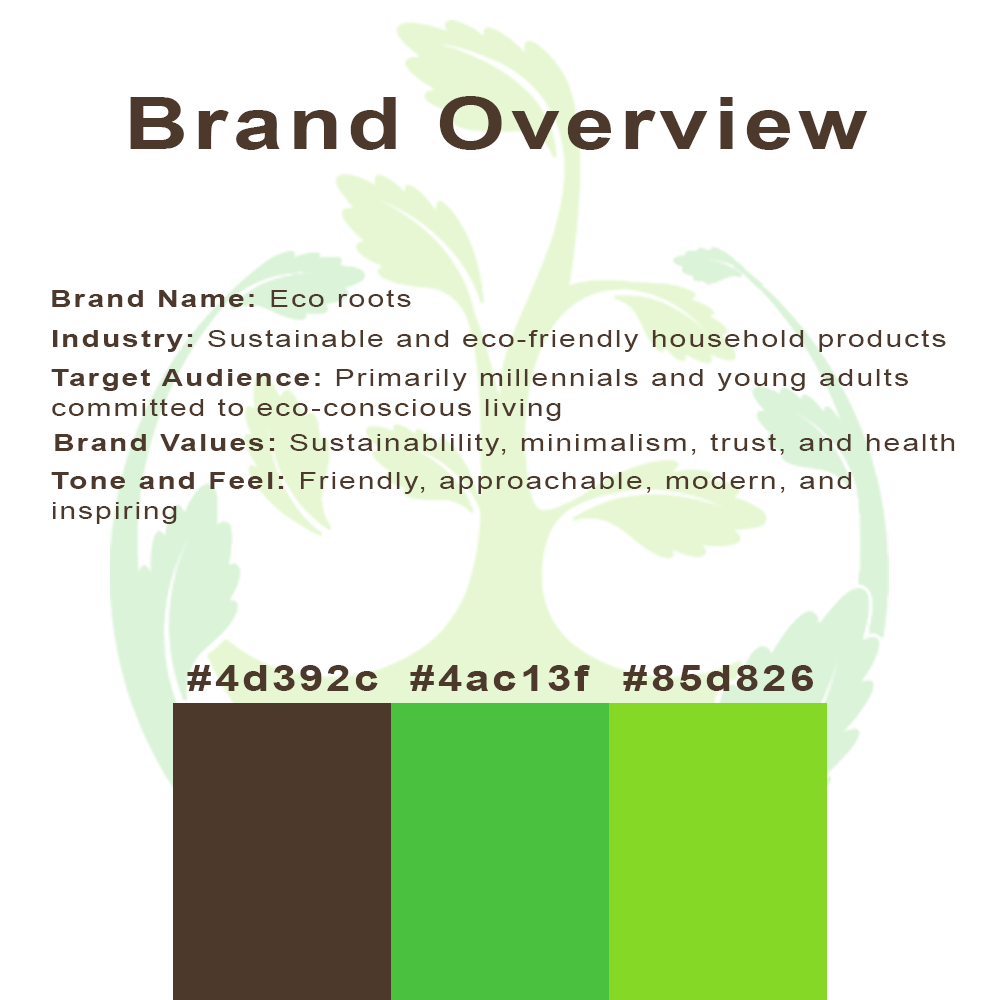 Brand Overview
Brand Name: Eco roots
Industry: Sustainable and eco-friendly household products
Target Audience: Primarily millennials and young adults
committed to eco-conscious living
Brand Values: Sustainablility, minimalism, trust, and health
Tone and Feel: Friendly, approachable, modern, and
inspiring
#4d392c #4ac13f #85d826